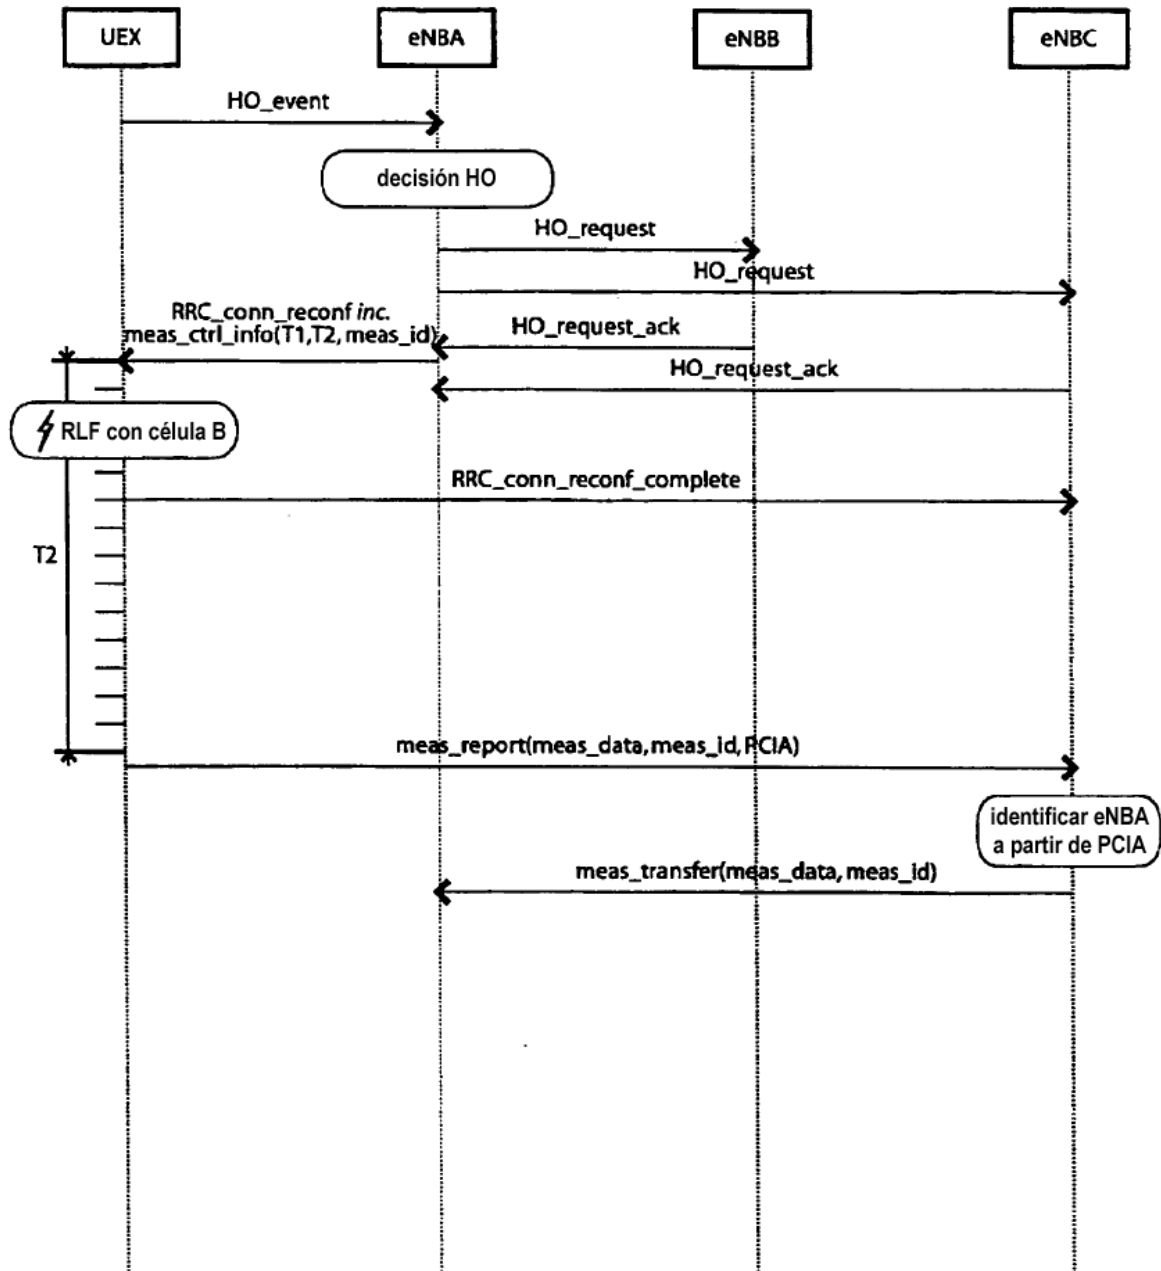 UEX
eNBA
eNBB
eNBC
HO_event
decisión HO
HO_request
HO_request
RRC_conn_reconf inc.
meas_ctrl_info(T1,T2, meas_id)
HO_request_ack
HO_request_ack
RLF con célula B
RRC_conn_reconf_complete
T2
meas_report(meas_data, meas_id, PCIA)
identificar eNBA
a partir de PCIA
meas_transfer(meas_data, meas_id)